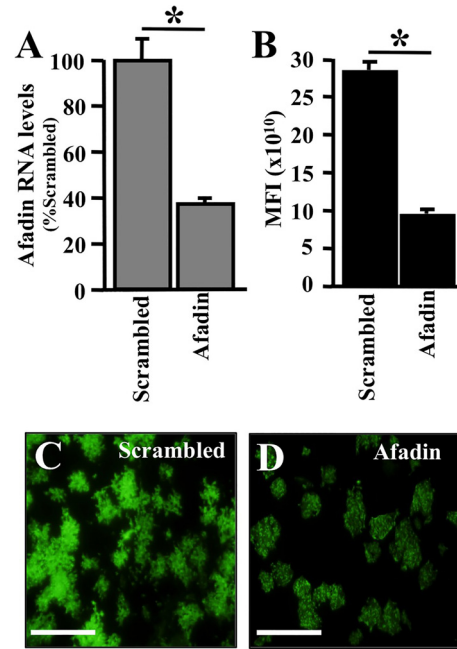 A
Afadin RNA levels
(%Scrambled)
100
80
60
40
20
0
*
Scrambled
Afadin
B
MFI (x10¹⁰)
30
25
20
15
10
5
0
*
Scrambled
Afadin
C
Scrambled
D
Afadin